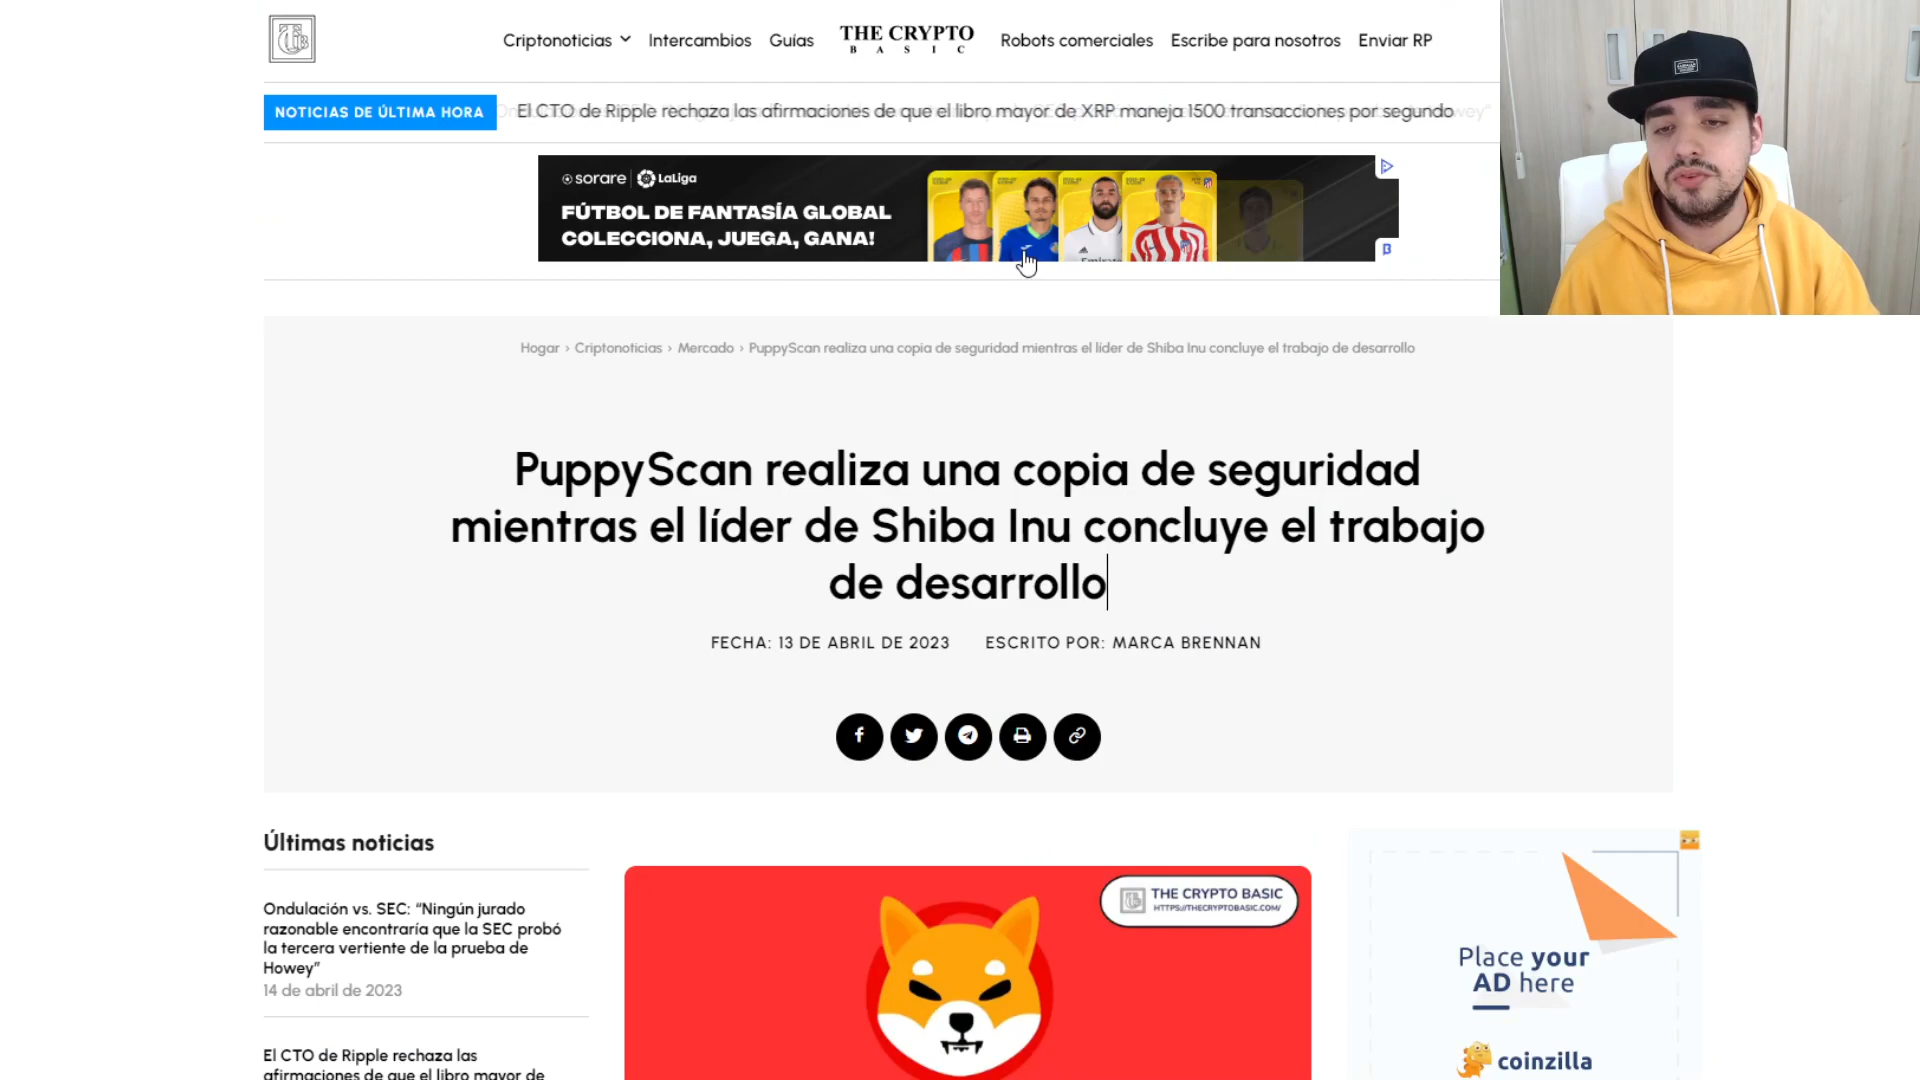 Criptonoticias Intercambios Guías THE CRYPTO BASIC Robots comerciales Escribe para nosotros Enviar RP
NOTICIAS DE ÚLTIMA HORA El CTO de Ripple rechaza las afirmaciones de que el libro mayor de XRP maneja 1500 transacciones por segundo
sorare LaLiga
FÚTBOL DE FANTASÍA GLOBAL
COLECCIONA, JUEGA, GANA!
Hogar › Criptonoticias › Mercado › PuppyScan realiza una copia de seguridad mientras el líder de Shiba Inu concluye el trabajo de desarrollo
PuppyScan realiza una copia de seguridad
mientras el líder de Shiba Inu concluye el trabajo
de desarrollo
FECHA: 13 DE ABRIL DE 2023 ESCRITO POR: MARCA BRENNAN
Últimas noticias
Ondulación vs. SEC: “Ningún jurado
razonable encontraría que la SEC probó
la tercera vertiente de la prueba de
Howey”
14 de abril de 2023
El CTO de Ripple rechaza las
afirmaciones de que el libro mayor de
THE CRYPTO BASIC
HTTPS://THECRYPTOBASIC.COM/
Place your
AD here
coinzilla